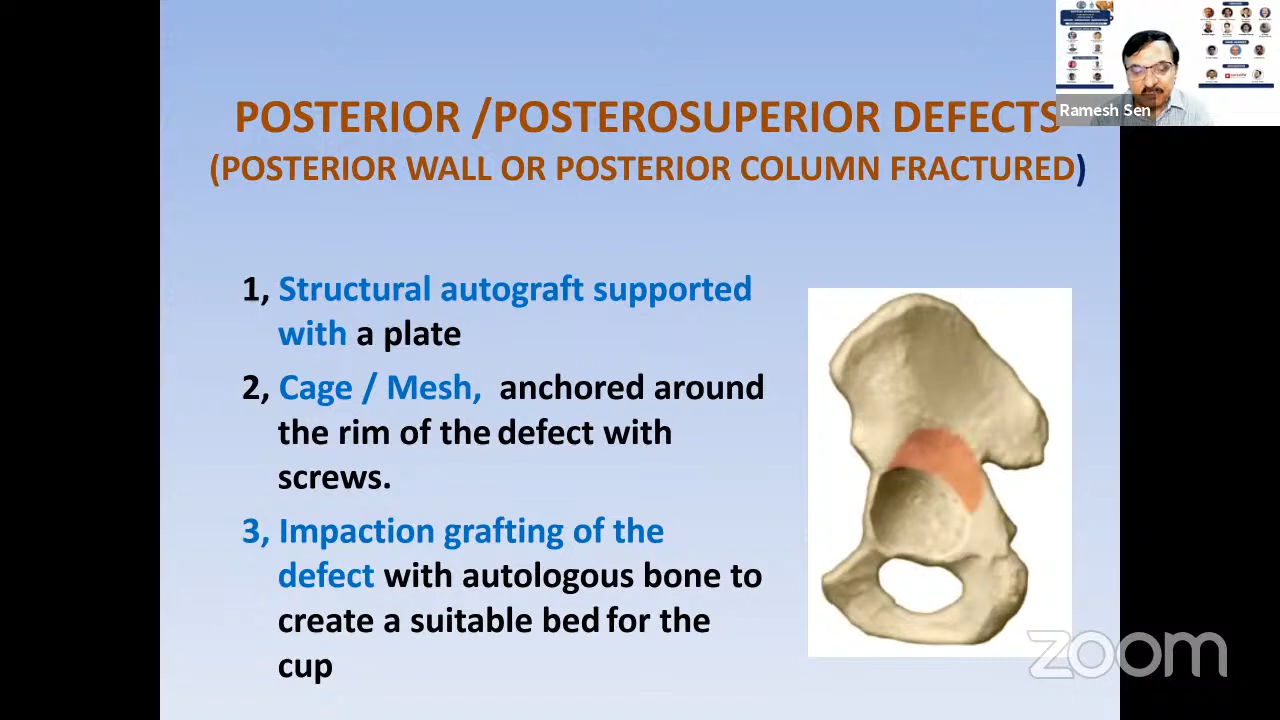 POSTERIOR /POSTEROSUPERIOR DEFECTS
(POSTERIOR WALL OR POSTERIOR COLUMN FRACTURED)
Ramesh Sen
1, Structural autograft supported
with a plate
2, Cage / Mesh, anchored around
the rim of the defect with
screws.
3, Impaction grafting of the
defect with autologous bone to
create a suitable bed for the
cup
zoom